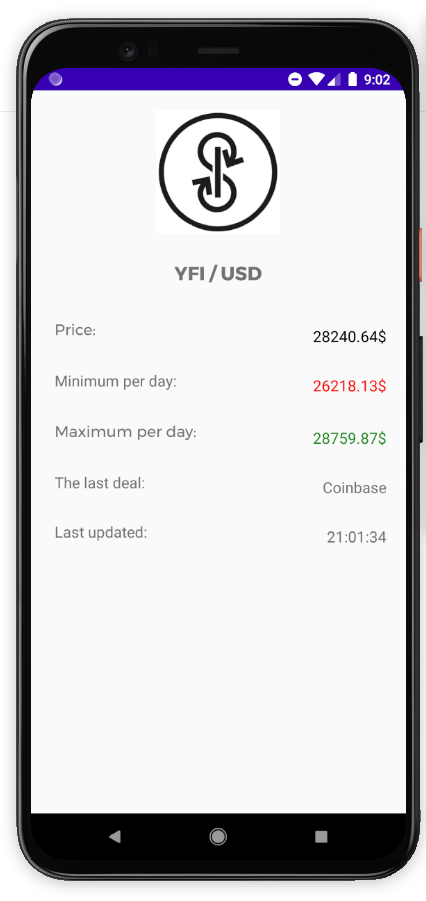 9:02
YFI / USD
Price: 28240.64$
Minimum per day: 26218.13$
Maximum per day: 28759.87$
The last deal: Coinbase
Last updated: 21:01:34